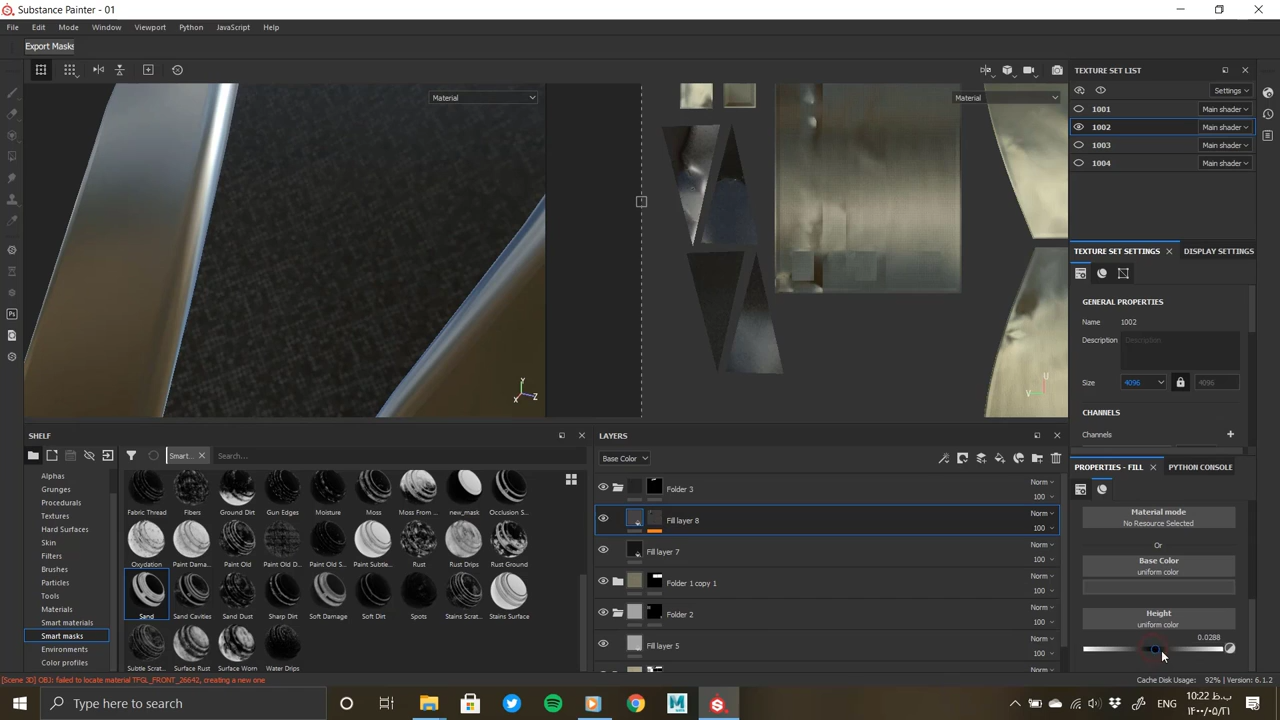 Substance Painter - 01
File Edit Mode Window Viewport Python JavaScript Help
Export Masks
Material
Material
TEXTURE SET LIST
Settings
1001 Main shader
1002 Main shader
1003 Main shader
1004 Main shader
TEXTURE SET SETTINGS DISPLAY SETTINGS
GENERAL PROPERTIES
Name 1002
Description Description
Size 4096 4096
CHANNELS
Channels
Y
Z
X
U
V
SHELF
Smart... Search...
Alphas
Grunges
Procedurals
Textures
Hard Surfaces
Skin
Filters
Brushes
Particles
Tools
Materials
Smart materials
Smart masks
Environments
Color profiles
Fabric Thread Fibers Ground Dirt Gun Edges Moisture Moss Moss From ... new_mask Occlusion S...
Oxydation Paint Dama... Paint Old Paint Old D... Paint Old S... Paint Subtle... Rust Rust Drips Rust Ground
Sand Sand Cavities Sand Dust Sharp Dirt Soft Damage Soft Dirt Spots Stains Scrat... Stains Surface
Subtle Scrat... Surface Rust Surface Worn Water Drips
LAYERS
Base Color
Folder 3 Norm 100
Fill layer 8 Norm 100
Fill layer 7 Norm 100
Folder 1 copy 1 Norm 100
Folder 2 Norm 100
Fill layer 5 Norm 100
Norm
PROPERTIES - FILL PYTHON CONSOLE
Material mode
No Resource Selected
Or
Base Color
uniform color
Height
uniform color
0.0288
[Scene 3D] OBJ: failed to locate material TPGL_FRONT_26642, creating a new one
Cache Disk Usage: 92% | Version: 6.1.2
Type here to search
ENG
10:22 ب.ظ
۱۴۰۰/۰۵/۲۱